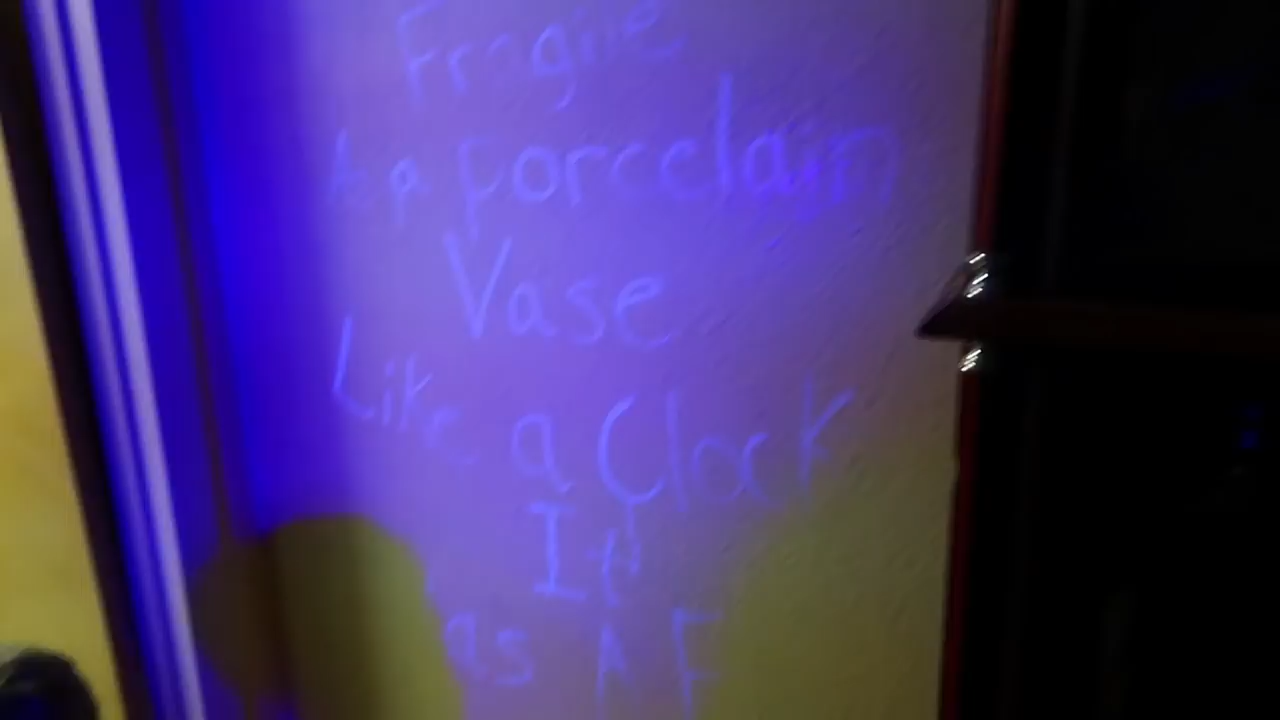 Fragile
porcelain
Vase
Like a Clock
It
as A F